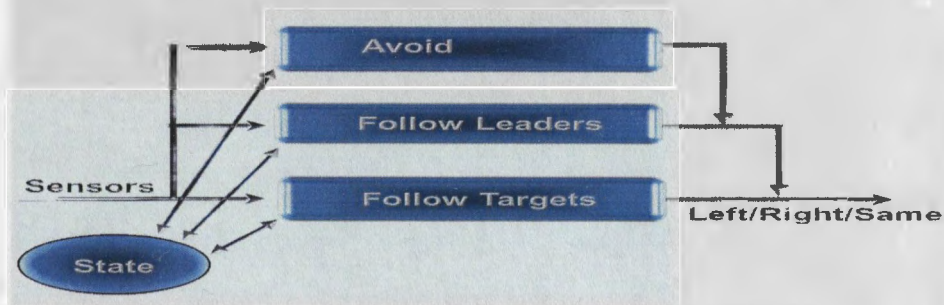 Avoid
Follow Leaders
Sensors
Follow Targets
Left/Right/Same
State